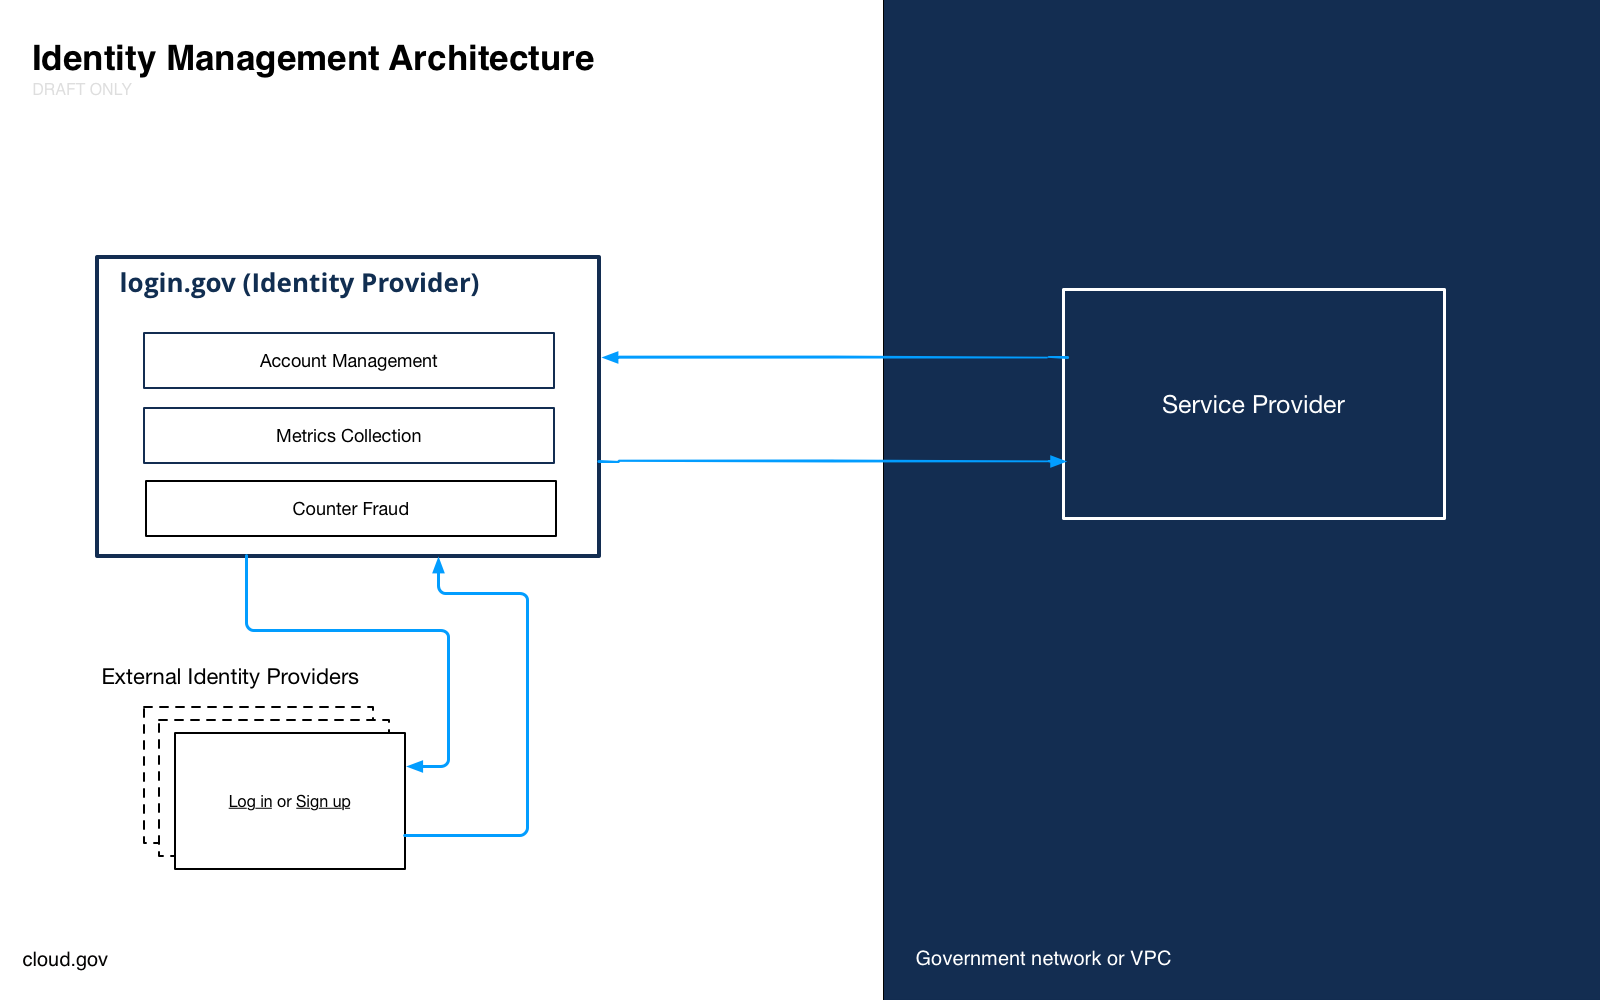 Identity Management Architecture
DRAFT ONLY
login.gov (Identity Provider)
Account Management
Metrics Collection
Counter Fraud
Service Provider
External Identity Providers
Log in or Sign up
cloud.gov
Government network or VPC